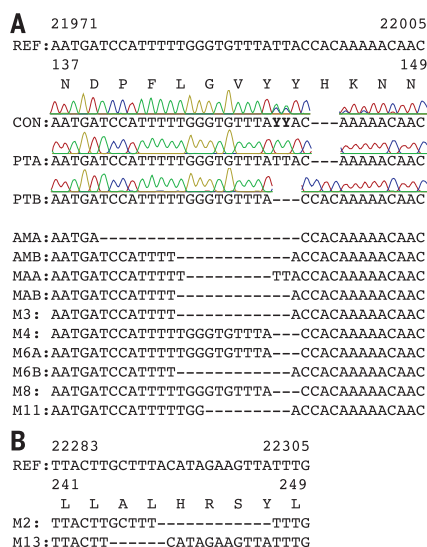 A
21971 22005
REF:AATGATCCATTTTTGGGTGTTTATTACCACAAAAACAAC
137 149
N D P F L G V Y Y H K N N
CON:AATGATCCATTTTTGGGTGTTTAYYAC---AAAAACAAC
PTA:AATGATCCATTTTTGGGTGTTTATTAC---AAAAACAAC
PTB:AATGATCCATTTTTGGGTGTTTA---CCACAAAAACAAC
AMA:AATGA---------------------CCACAAAAACAAC
AMB:AATGATCCATTTT------------ACCACAAAAACAAC
MAA:AATGATCCATTTTT---------TTACCACAAAAACAAC
MAB:AATGATCCATTTT------------ACCACAAAAACAAC
M3:AATGATCCATTTT------------ACCACAAAAACAAC
M4:AATGATCCATTTTTGGGTGTTTA---CCACAAAAACAAC
M6A:AATGATCCATTTTTGGGTGTTTA---CCACAAAAACAAC
M6B:AATGATCCATTTT------------ACCACAAAAACAAC
M8:AATGATCCATTTTTGGGTGTTTA---CCACAAAAACAAC
M11:AATGATCCATTTTTGG---------ACCACAAAAACAAC
B
22283 22305
REF:TTACTTGCTTTACATAGAAGTTATTTG
241 249
L L A L H R S Y L
M2:TTACTTGCTTT------------TTTG
M13:TTACTT------CATAGAAGTTATTTG